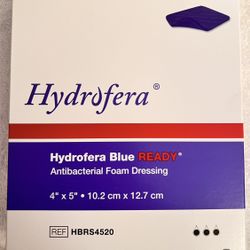 Hydrofera®
Hydrofera Blue READY®
Antibacterial Foam Dressing
4" x 5" • 10.2 cm x 12.7 cm
REF HBRS4520